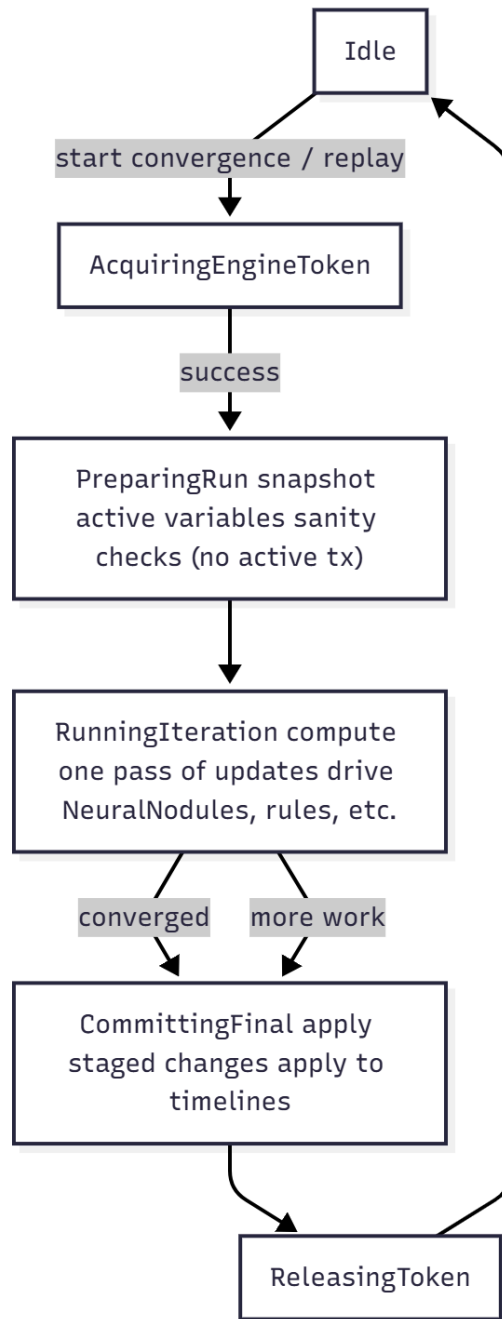 Idle
start convergence / replay
AcquiringEngineToken
success
PreparingRun snapshot
active variables sanity
checks (no active tx)
RunningIteration compute
one pass of updates drive
NeuralNodules, rules, etc.
converged
more work
CommittingFinal apply
staged changes apply to
timelines
ReleasingToken